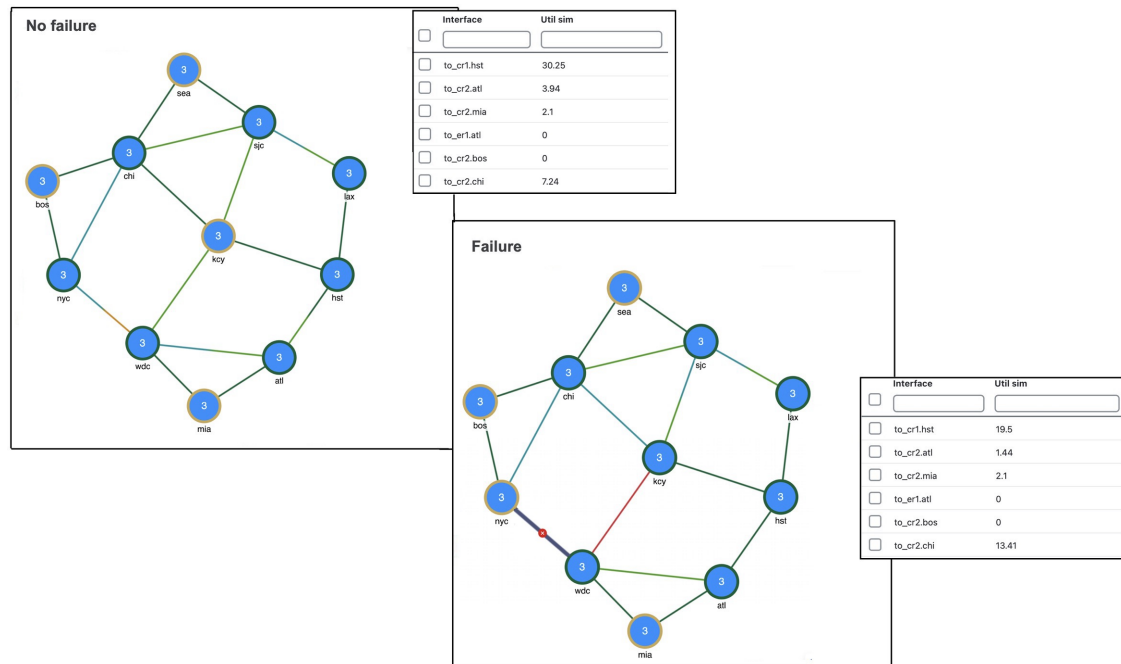 No failure
3
sea
3
sjc
3
chi
3
lax
3
bos
3
kcy
3
hst
3
nyc
3
wdc
3
atl
3
mia
Interface Util sim
to_cr1.hst 30.25
to_cr2.atl 3.94
to_cr2.mia 2.1
to_er1.atl 0
to_cr2.bos 0
to_cr2.chi 7.24
Failure
3
sea
3
sjc
3
chi
3
lax
3
bos
3
kcy
3
hst
3
nyc
x
3
wdc
3
atl
3
mia
Interface Util sim
to_cr1.hst 19.5
to_cr2.atl 1.44
to_cr2.mia 2.1
to_er1.atl 0
to_cr2.bos 0
to_cr2.chi 13.41